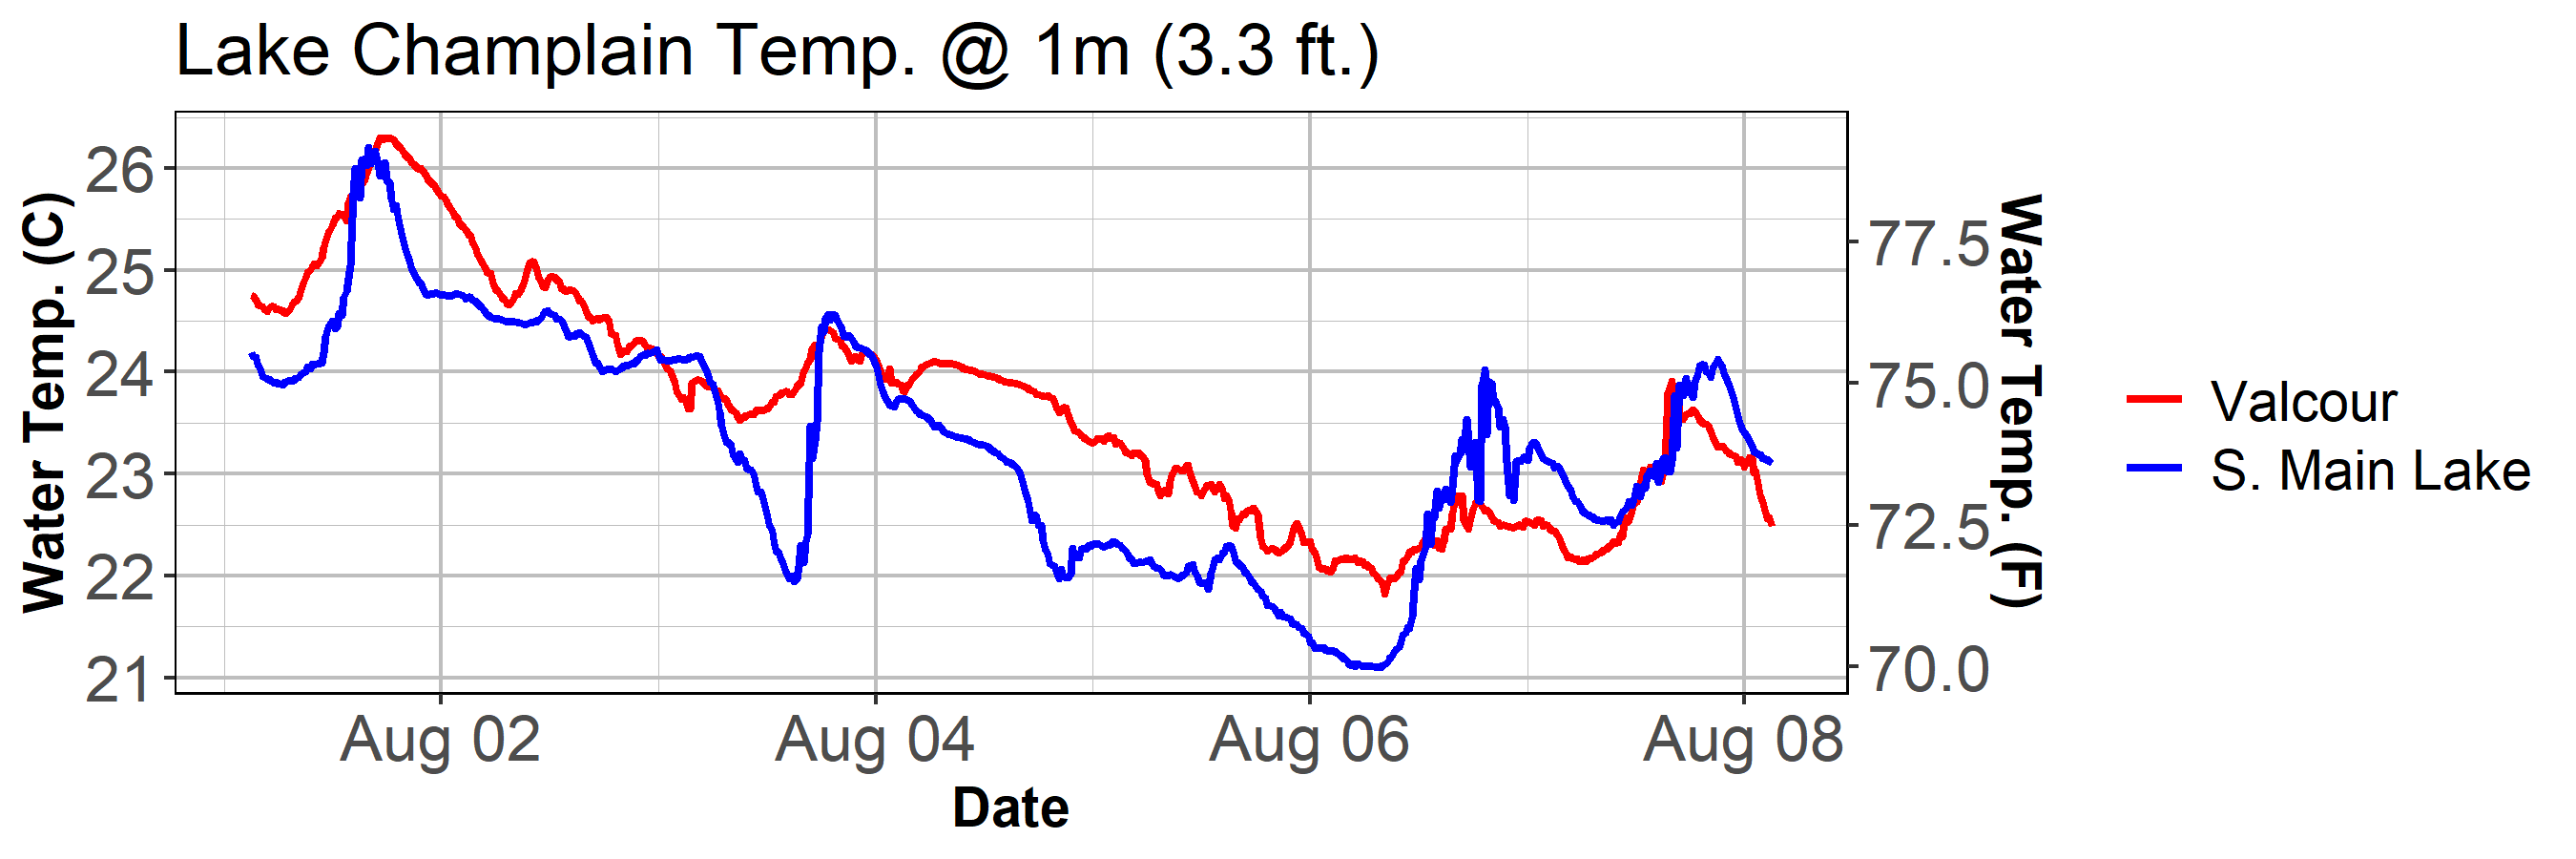 Lake Champlain Temp. @ 1m (3.3 ft.)
Water Temp. (C)
26
25
24
23
22
21
77.5
75.0
72.5
70.0
Water Temp. (F)
Aug 02 Aug 04 Aug 06 Aug 08
Date
Valcour
S. Main Lake